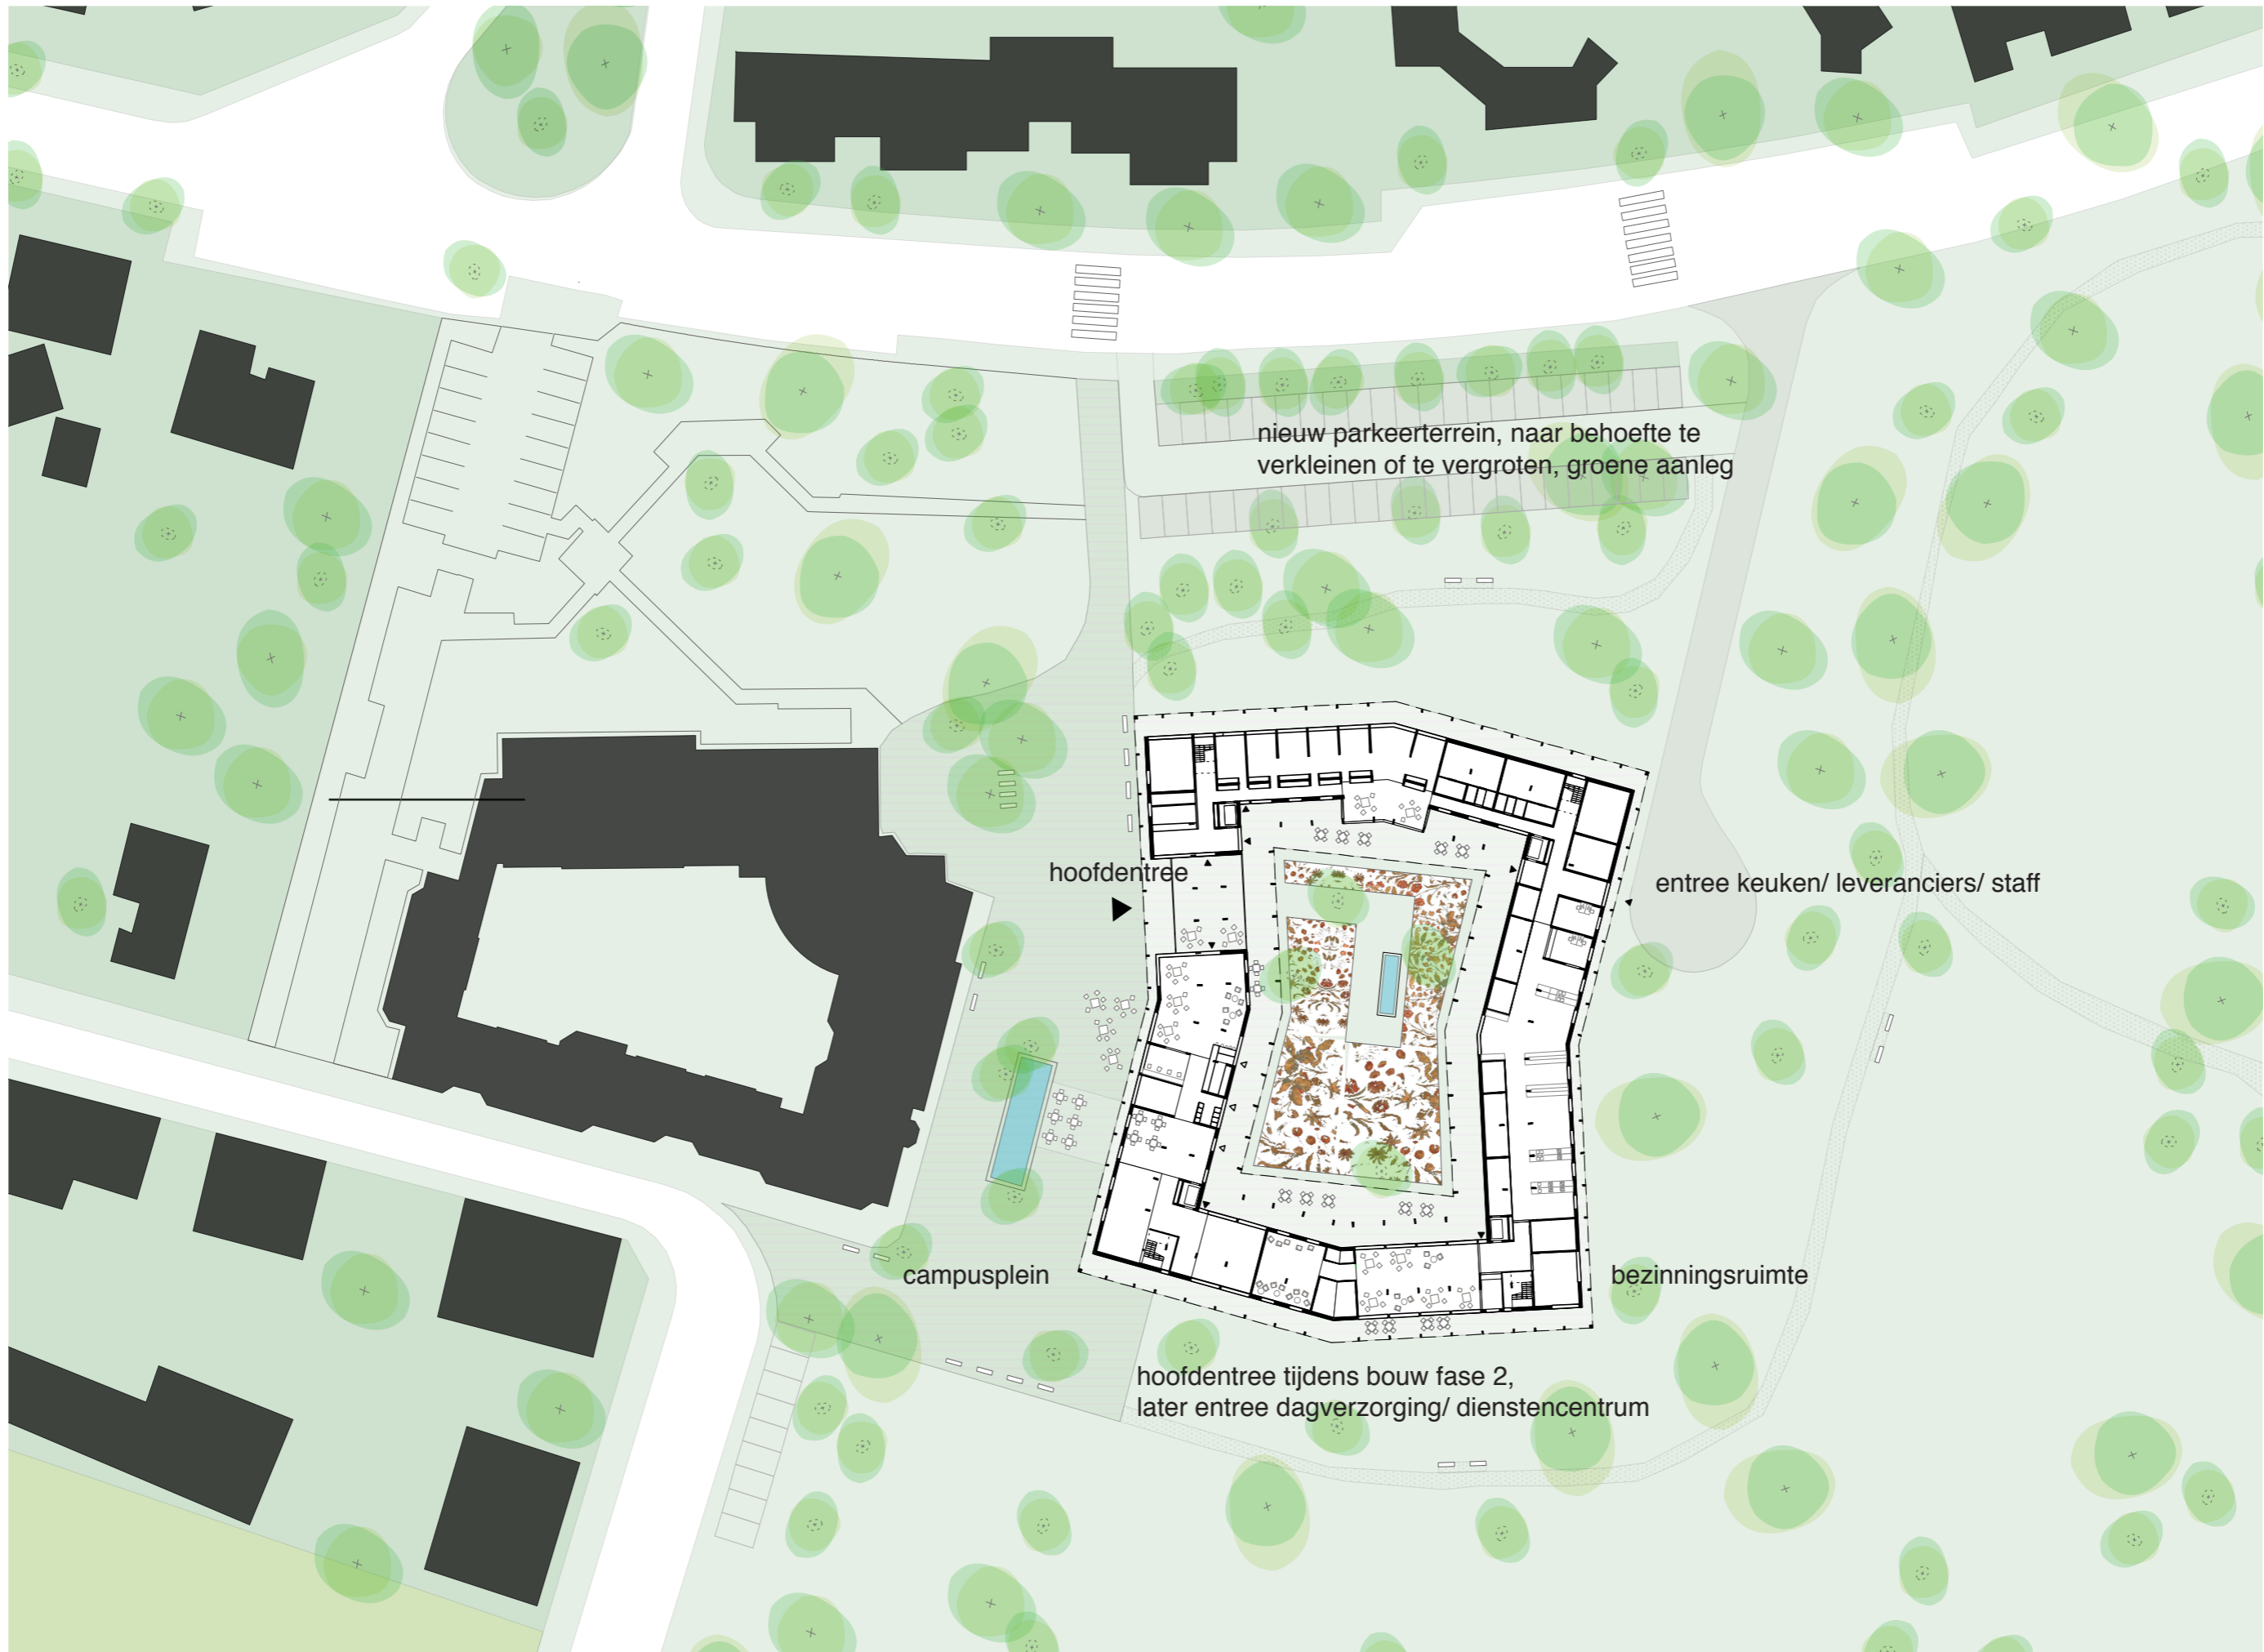 nieuw parkeerterrein, naar behoefte te
verkleinen of te vergroten, groene aanleg
hoofdentree
entree keuken/ leveranciers/ staff
campusplein
bezinningsruimte
hoofdentree tijdens bouw fase 2,
later entree dagverzorging/ dienstencentrum